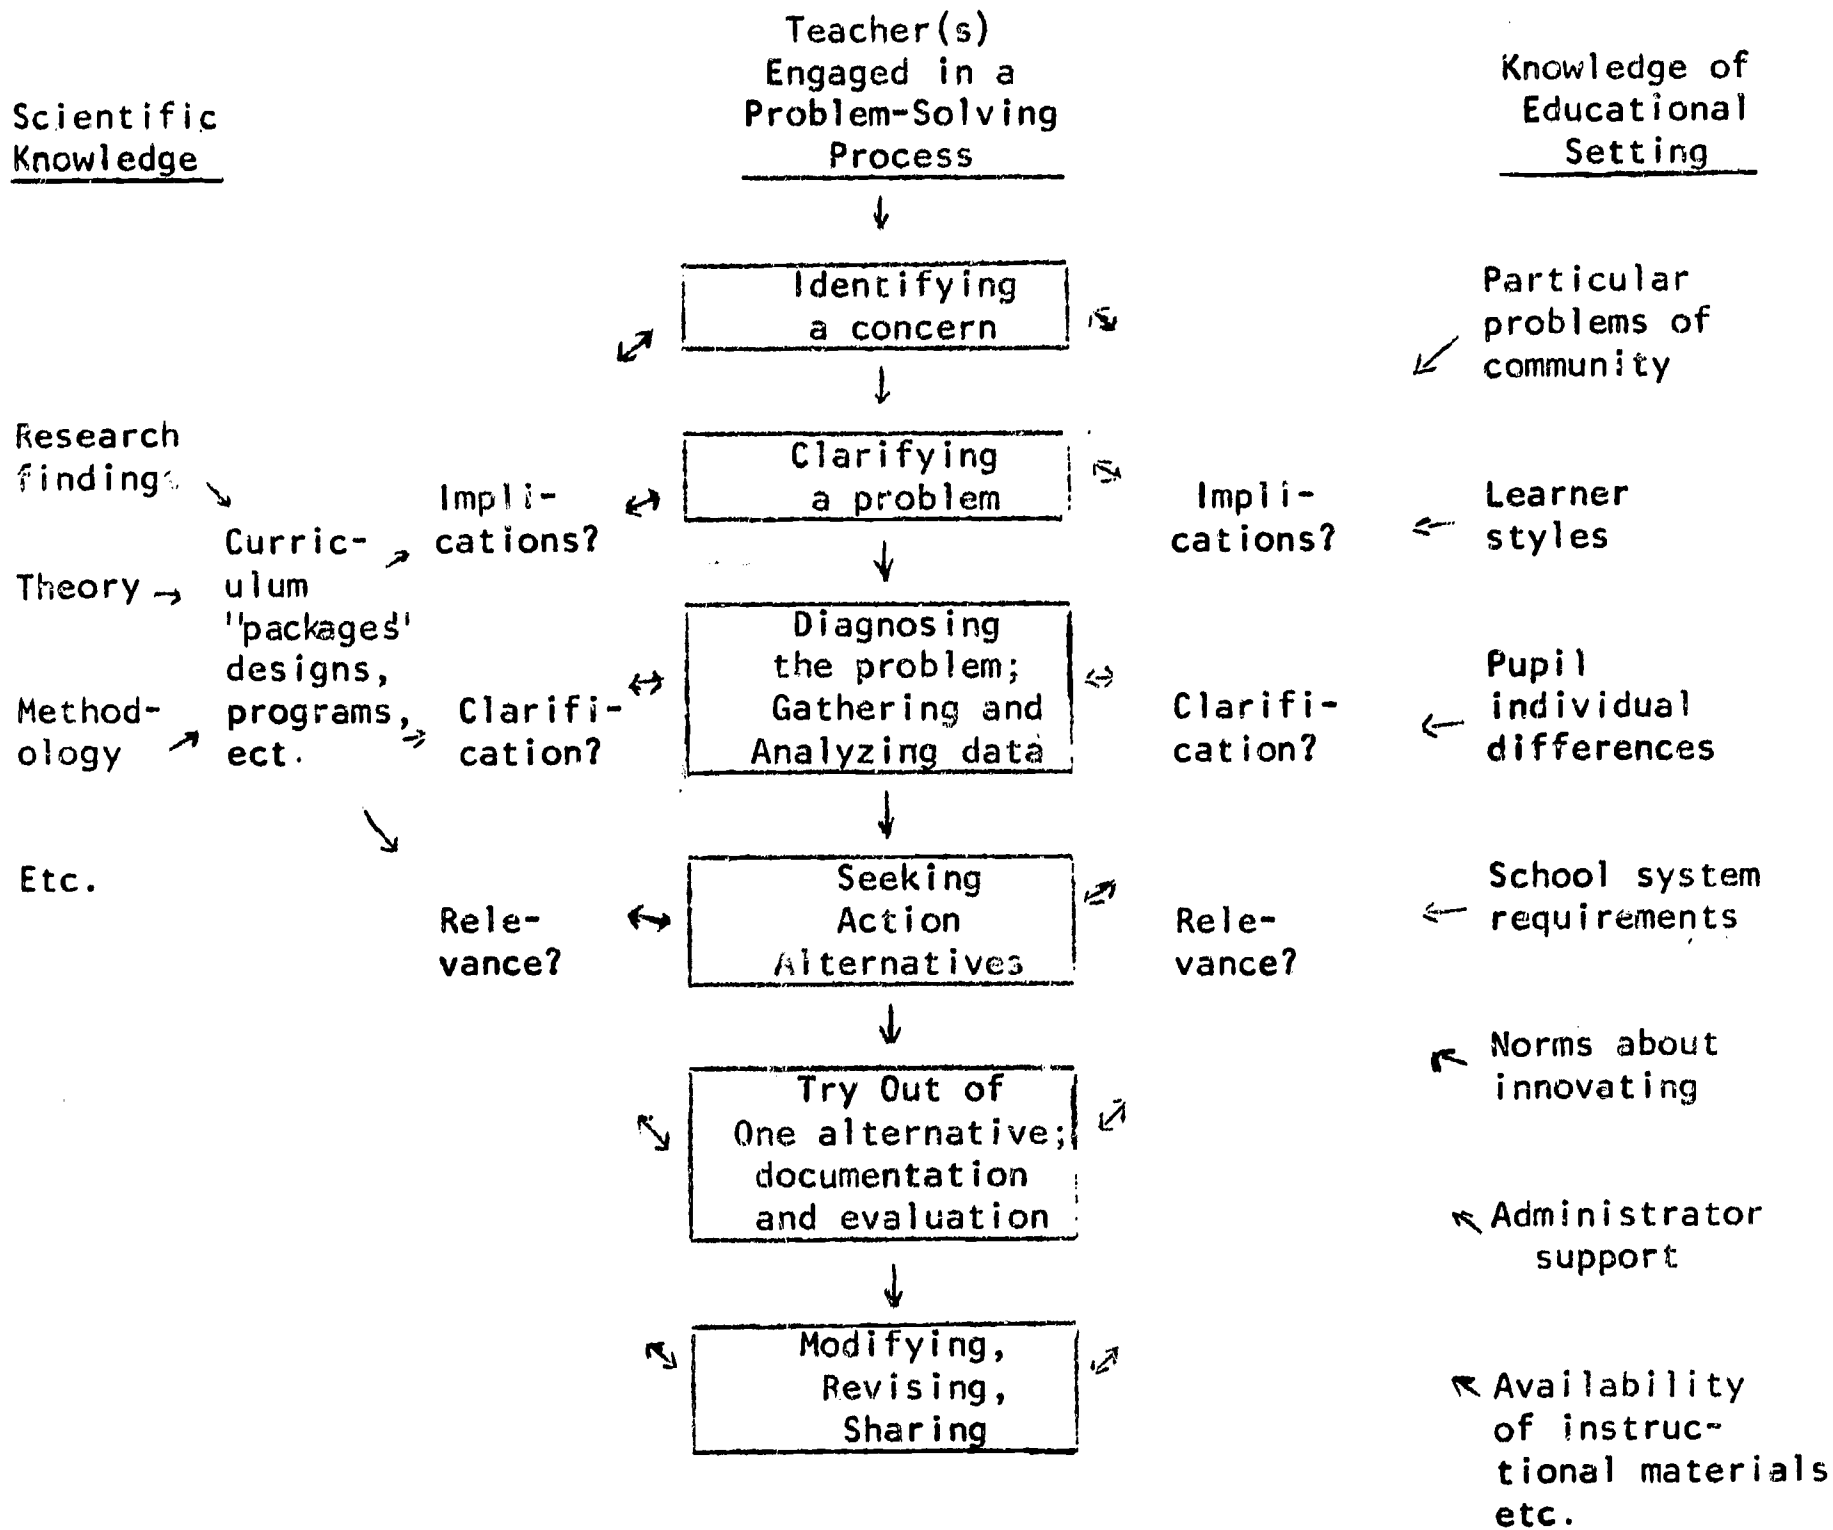 Scientific
Knowledge
Teacher(s)
Engaged in a
Problem-Solving
Process
Knowledge of
Educational
Setting
Identifying
a concern
Clarifying
a problem
Diagnosing
the problem;
Gathering and
Analyzing data
Seeking
Action
Alternatives
Try Out of
One alternative;
documentation
and evaluation
Modifying,
Revising,
Sharing
Research
findings
Theory
Method-
ology
Etc.
Curric-
ulum
"packages'
designs,
programs,
ect.
Impli-
cations?
Clarifi-
cation?
Rele-
vance?
Impli-
cations?
Clarifi-
cation?
Rele-
vance?
Particular
problems of
community
Learner
styles
Pupil
individual
differences
School system
requirements
Norms about
innovating
Administrator
support
Availability
of instruc-
tional materials
etc.